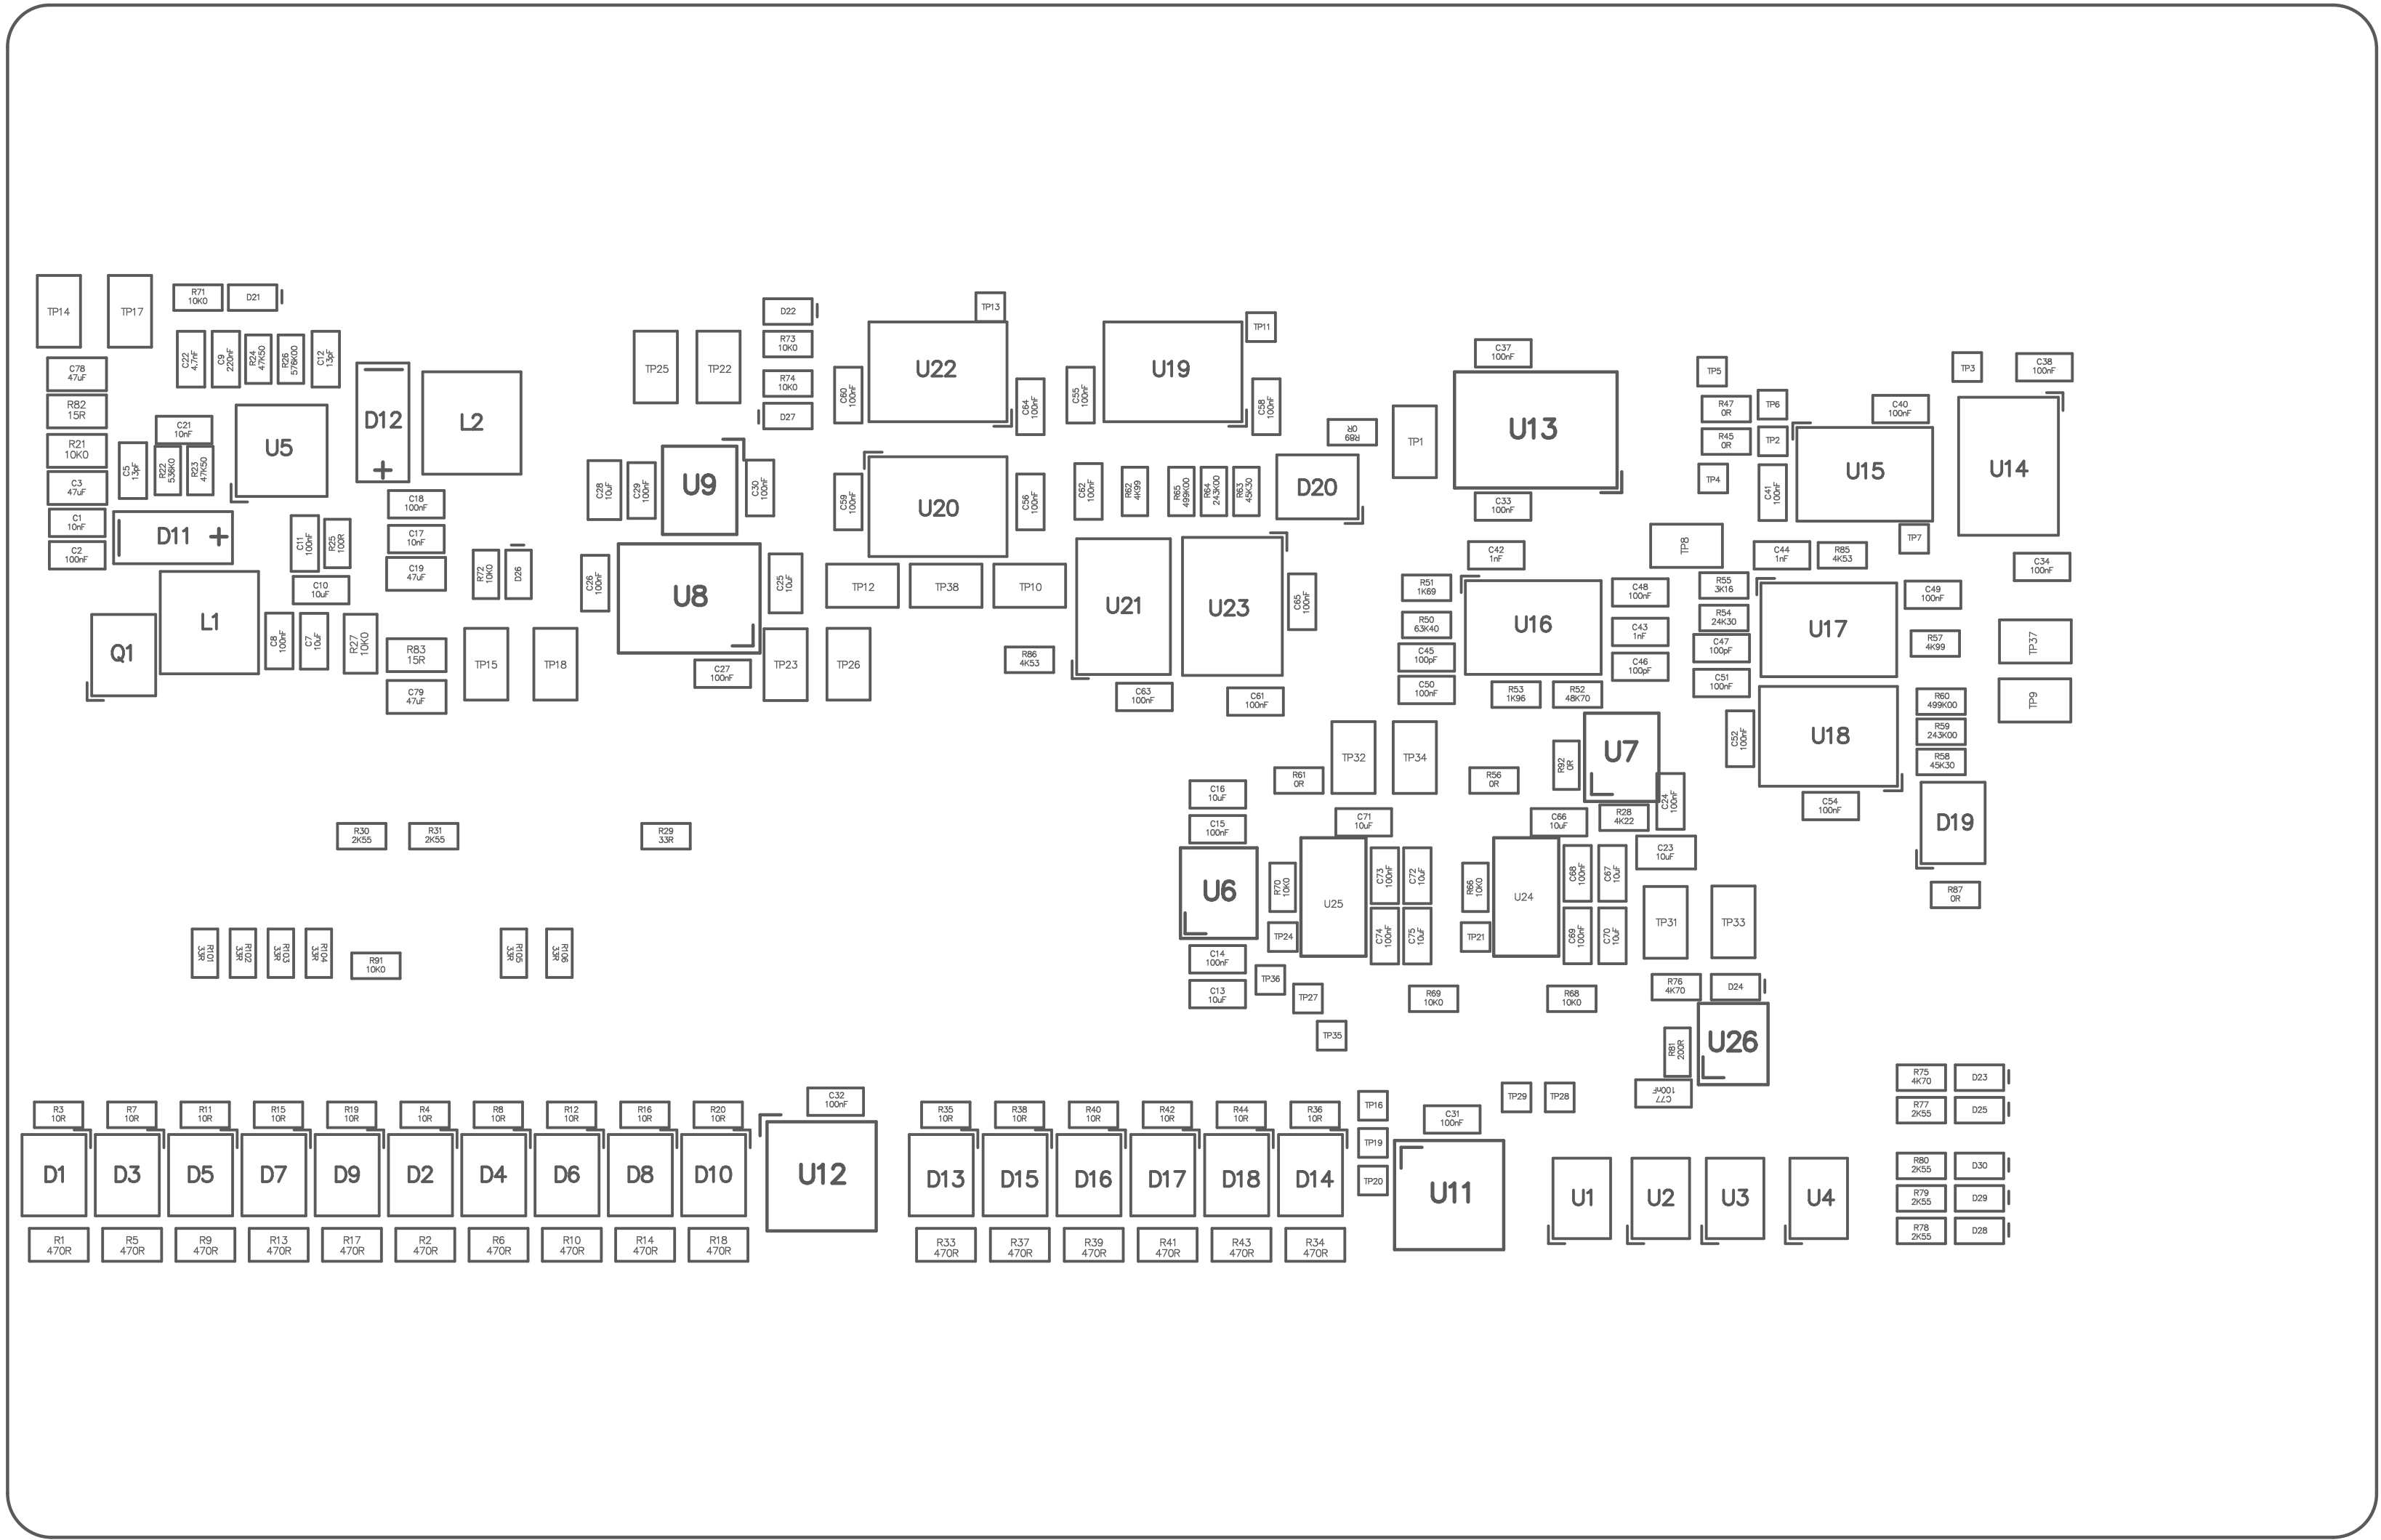 TP14
TP17
R71
10K0
D21
C78
47uF
R82
15R
R21
10K0
C3
47uF
C1
10nF
C2
100nF
C22
4,7nF
C9
220nF
R24
47K50
R26
576K00
C12
13pF
C21
10nF
C5
13pF
R22
536K0
R23
47K50
U5
D12
+
L2
D11
+
C11
100nF
R25
100R
C18
100nF
C17
10nF
C19
47uF
C10
10uF
L1
Q1
C8
100nF
C7
10uF
R27
10K0
R83
15R
C79
47uF
R72
10K0
D26
TP15
TP18
TP25
TP22
D22
R73
10K0
R74
10K0
D27
C28
10uF
C29
100nF
U9
C30
100nF
C26
100nF
U8
C25
10uF
C27
100nF
TP23
TP26
TP13
U22
C60
100nF
C64
100nF
C59
100nF
U20
C56
100nF
TP12
TP38
TP10
R86
4K53
TP11
U19
C55
100nF
C58
100nF
C62
100nF
R62
4K99
R65
499K00
R64
243K00
R63
45K30
R89
0R
D20
U21
U23
C65
100nF
C63
100nF
C61
100nF
TP1
C37
100nF
U13
C33
100nF
C42
1nF
R51
1K69
R50
63K40
C45
100pF
C50
100nF
U16
C48
100nF
C43
1nF
C46
100pF
R53
1K96
R52
48K70
TP5
R47
0R
R45
0R
TP4
TP6
TP2
C41
100nF
C40
100nF
U15
TP7
TP3
C38
100nF
U14
C34
100nF
TP8
C44
1nF
R85
4K53
R55
3K16
R54
24K30
C47
100pF
C51
100nF
U17
C49
100nF
R57
4K99
TP37
TP9
U18
C52
100nF
C54
100nF
R60
499K00
R59
243K00
R58
45K30
D19
R87
0R
TP32
TP34
R61
0R
R56
0R
R92
0R
U7
C24
100nF
R28
4K22
C23
10uF
C16
10uF
C15
100nF
U6
C14
100nF
C13
10uF
C71
10uF
R70
10K0
TP24
U25
C73
100nF
C72
10uF
C74
100nF
C75
10uF
C66
10uF
R66
10K0
TP21
U24
C68
100nF
C67
10uF
C69
100nF
C70
10uF
TP31
TP33
TP36
TP27
TP35
R69
10K0
R68
10K0
R76
4K70
D24
U26
R81
200R
C77
100nF
R30
2K55
R31
2K55
R29
33R
R101
33R
R102
33R
R103
33R
R104
33R
R91
10K0
R105
33R
R106
33R
R3
10R
R7
10R
R11
10R
R15
10R
R19
10R
R4
10R
R8
10R
R12
10R
R16
10R
R20
10R
C32
100nF
D1
D3
D5
D7
D9
D2
D4
D6
D8
D10
U12
R1
470R
R5
470R
R9
470R
R13
470R
R17
470R
R2
470R
R6
470R
R10
470R
R14
470R
R18
470R
R35
10R
R38
10R
R40
10R
R42
10R
R44
10R
R36
10R
D13
D15
D16
D17
D18
D14
R33
470R
R37
470R
R39
470R
R41
470R
R43
470R
R34
470R
TP16
TP19
TP20
C31
100nF
U11
TP29
TP28
U1
U2
U3
U4
R75
4K70
D23
R77
2K55
D25
R80
2K55
D30
R79
2K55
D29
R78
2K55
D28